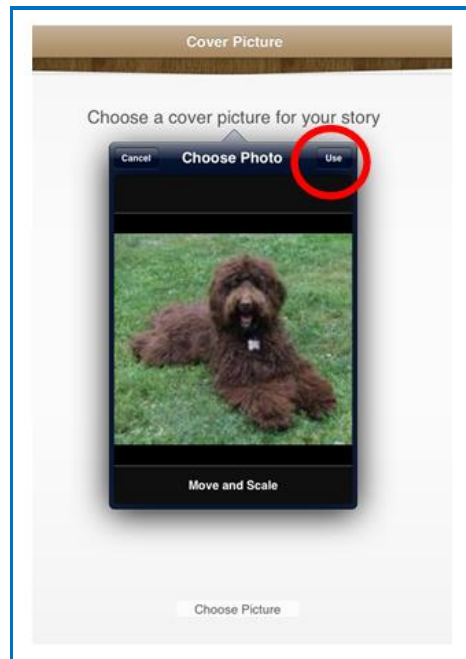 Cover Picture
Choose a cover picture for your story
Cancel Choose Photo Use
Move and Scale
Choose Picture